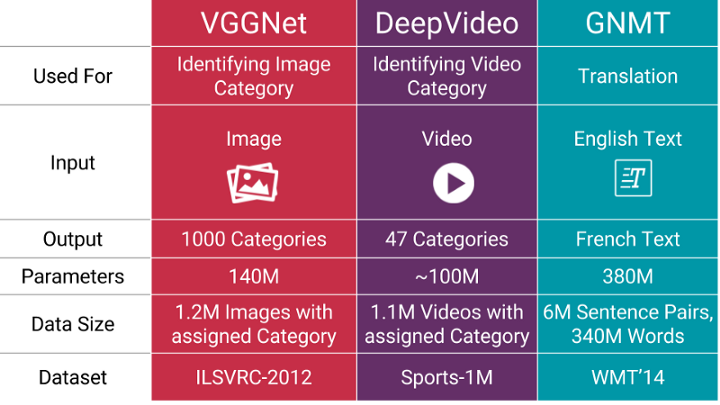 VGGNet DeepVideo GNMT
Used For Identifying Image Category Identifying Video Category Translation
Input Image Video English Text
T
Output 1000 Categories 47 Categories French Text
Parameters 140M ~100M 380M
Data Size 1.2M Images with assigned Category 1.1M Videos with assigned Category 6M Sentence Pairs, 340M Words
Dataset ILSVRC-2012 Sports-1M WMT’14